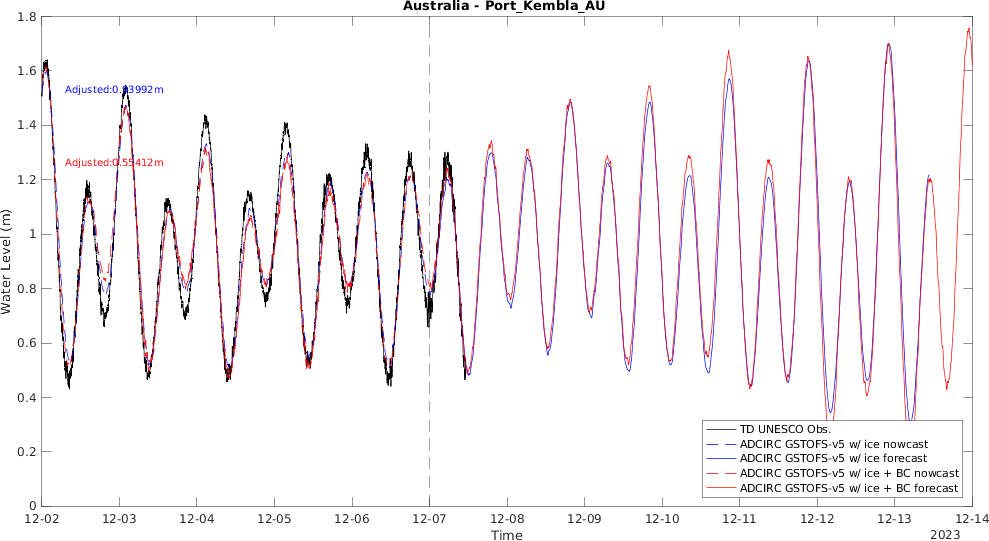 Australia - Port_Kembla_AU
Water Level (m)
1.8
1.6
1.4
1.2
1
0.8
0.6
0.4
0.2
0
Adjusted:0.93992m
Adjusted:0.55412m
TD UNESCO Obs.
ADCIRC GSTOFS-v5 w/ ice nowcast
ADCIRC GSTOFS-v5 w/ ice forecast
ADCIRC GSTOFS-v5 w/ ice + BC nowcast
ADCIRC GSTOFS-v5 w/ ice + BC forecast
12-02 12-03 12-04 12-05 12-06 12-07 12-08 12-09 12-10 12-11 12-12 12-13 12-14
Time
2023